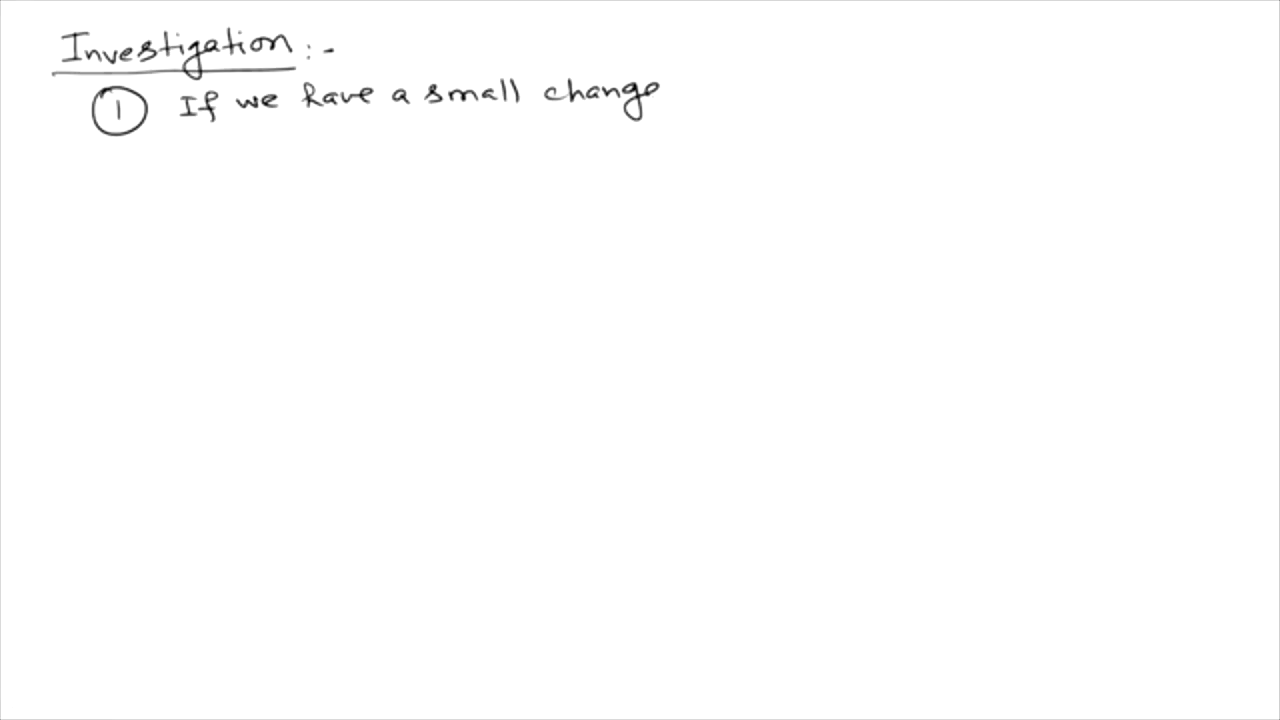 Investigation :-
① If we have a small change